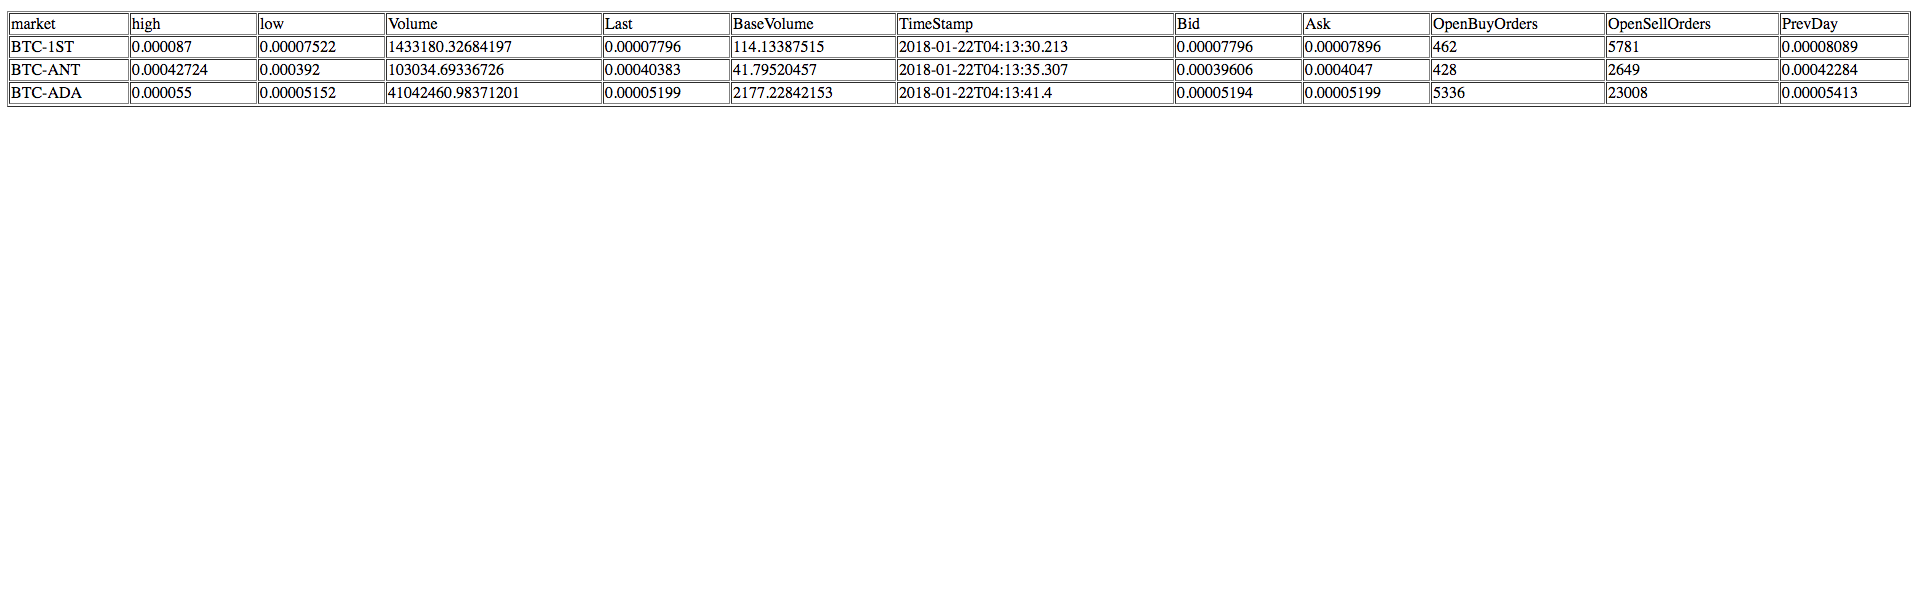 market high low Volume Last BaseVolume TimeStamp Bid Ask OpenBuyOrders OpenSellOrders PrevDay
BTC-1ST 0.000087 0.00007522 1433180.32684197 0.00007796 114.13387515 2018-01-22T04:13:30.213 0.00007796 0.00007896 462 5781 0.00008089
BTC-ANT 0.00042724 0.000392 103034.69336726 0.00040383 41.79520457 2018-01-22T04:13:35.307 0.00039606 0.0004047 428 2649 0.00042284
BTC-ADA 0.000055 0.00005152 41042460.98371201 0.00005199 2177.22842153 2018-01-22T04:13:41.4 0.00005194 0.00005199 5336 23008 0.00005413